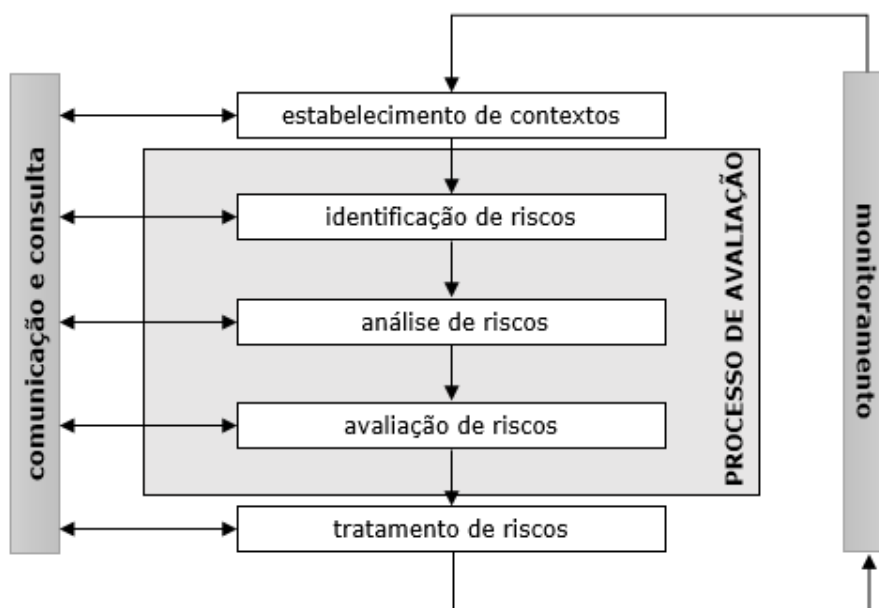 estabelecimento de contextos
identificação de riscos
análise de riscos
avaliação de riscos
tratamento de riscos
comunicação e consulta
PROCESSO DE AVALIAÇÃO
monitoramento